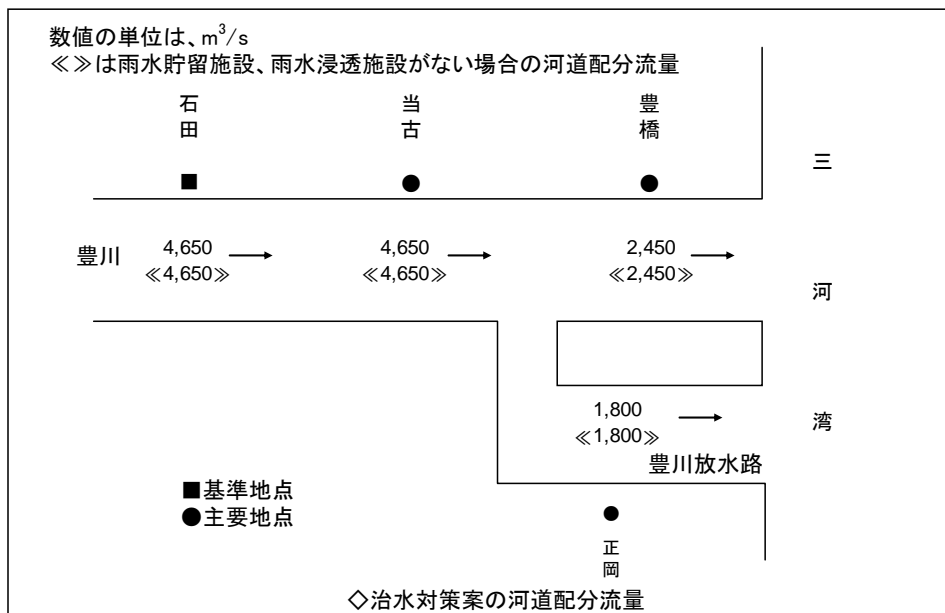 数値の単位は、m³/s
≪≫は雨水貯留施設、雨水浸透施設がない場合の河道配分流量
石田
当古
豊橋
三河湾
豊川
4,650
≪4,650≫
4,650
≪4,650≫
2,450
≪2,450≫
1,800
≪1,800≫
豊川放水路
■基準地点
●主要地点
正岡
◇治水対策案の河道配分流量